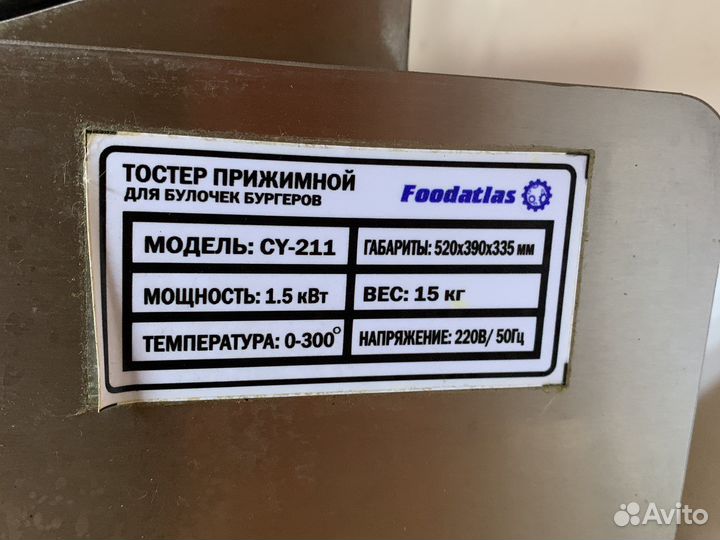 ТОСТЕР ПРИЖИМНОЙ
ДЛЯ БУЛОЧЕК БУРГЕРОВ
Foodatlas
МОДЕЛЬ: CY-211
ГАБАРИТЫ: 520x390x335 мм
МОЩНОСТЬ: 1.5 кВт
ВЕС: 15 кг
ТЕМПЕРАТУРА: 0-300°
НАПРЯЖЕНИЕ: 220В/ 50Гц
Avito